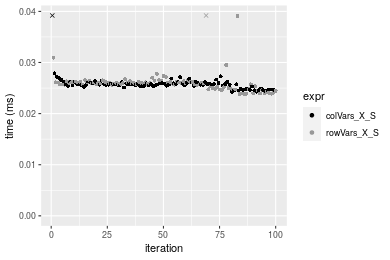 0.04
0.03
0.02
0.01
0.00
time (ms)
0
25
50
75
100
iteration
expr
colVars_X_S
rowVars_X_S